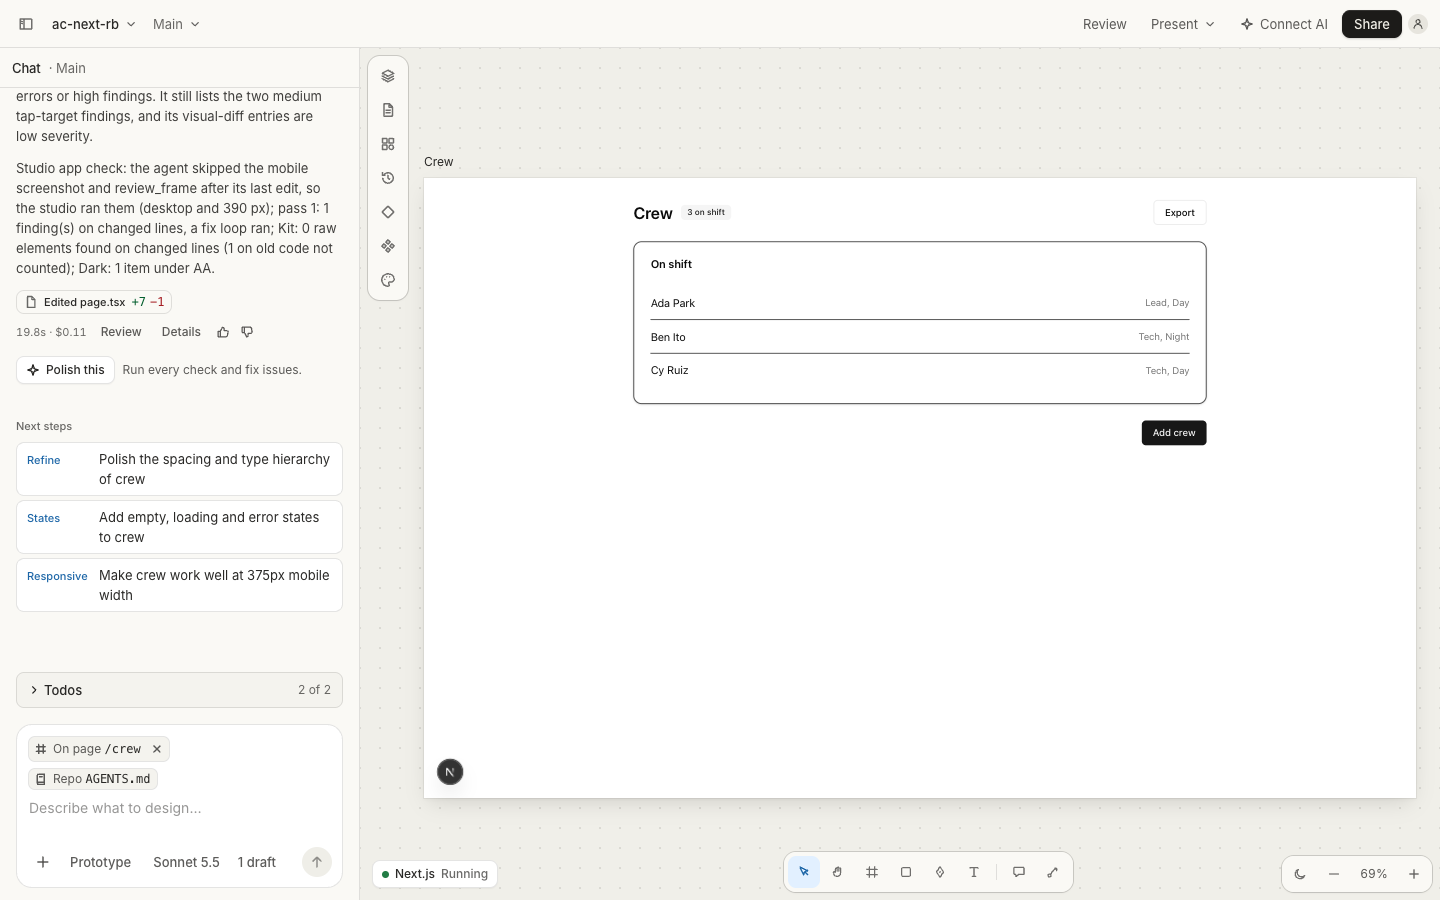 ac-next-rb
Main
Review
Present
Connect AI
Share
Chat · Main
errors or high findings. It still lists the two medium
tap-target findings, and its visual-diff entries are
low severity.
Studio app check: the agent skipped the mobile
screenshot and review_frame after its last edit, so
the studio ran them (desktop and 390 px); pass 1: 1
finding(s) on changed lines, a fix loop ran; Kit: 0 raw
elements found on changed lines (1 on old code not
counted); Dark: 1 item under AA.
Edited page.tsx +7 −1
19.8s · $0.11 Review Details
Polish this Run every check and fix issues.
Next steps
Refine Polish the spacing and type hierarchy
of crew
States Add empty, loading and error states
to crew
Responsive Make crew work well at 375px mobile
width
Todos 2 of 2
On page /crew
Repo AGENTS.md
Describe what to design...
Prototype Sonnet 5.5 1 draft
Crew
Crew 3 on shift Export
On shift
Ada Park Lead, Day
Ben Ito Tech, Night
Cy Ruiz Tech, Day
Add crew
N
Next.js Running
T
69%